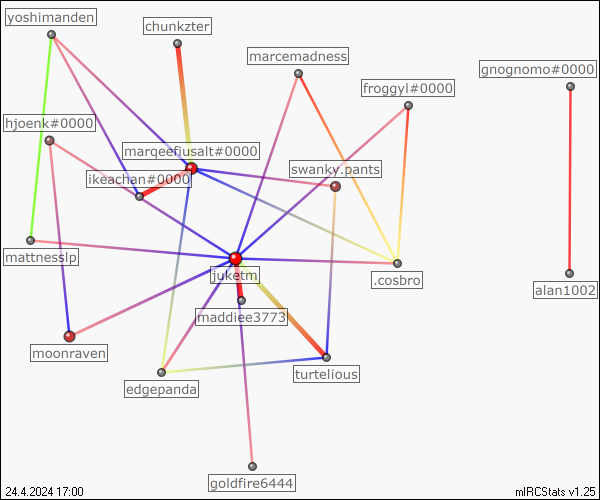 yoshimanden
chunkzter
marcemadness
gnognomo#0000
froggyl#0000
hjoenk#0000
marqeefiusalt#0000
swanky.pants
ikeachan#0000
mattnesslp
juketm
.cosbro
alan1002
maddiee3773
moonraven
turtelious
edgepanda
goldfire6444
24.4.2024 17:00
mIRCStats v1.25